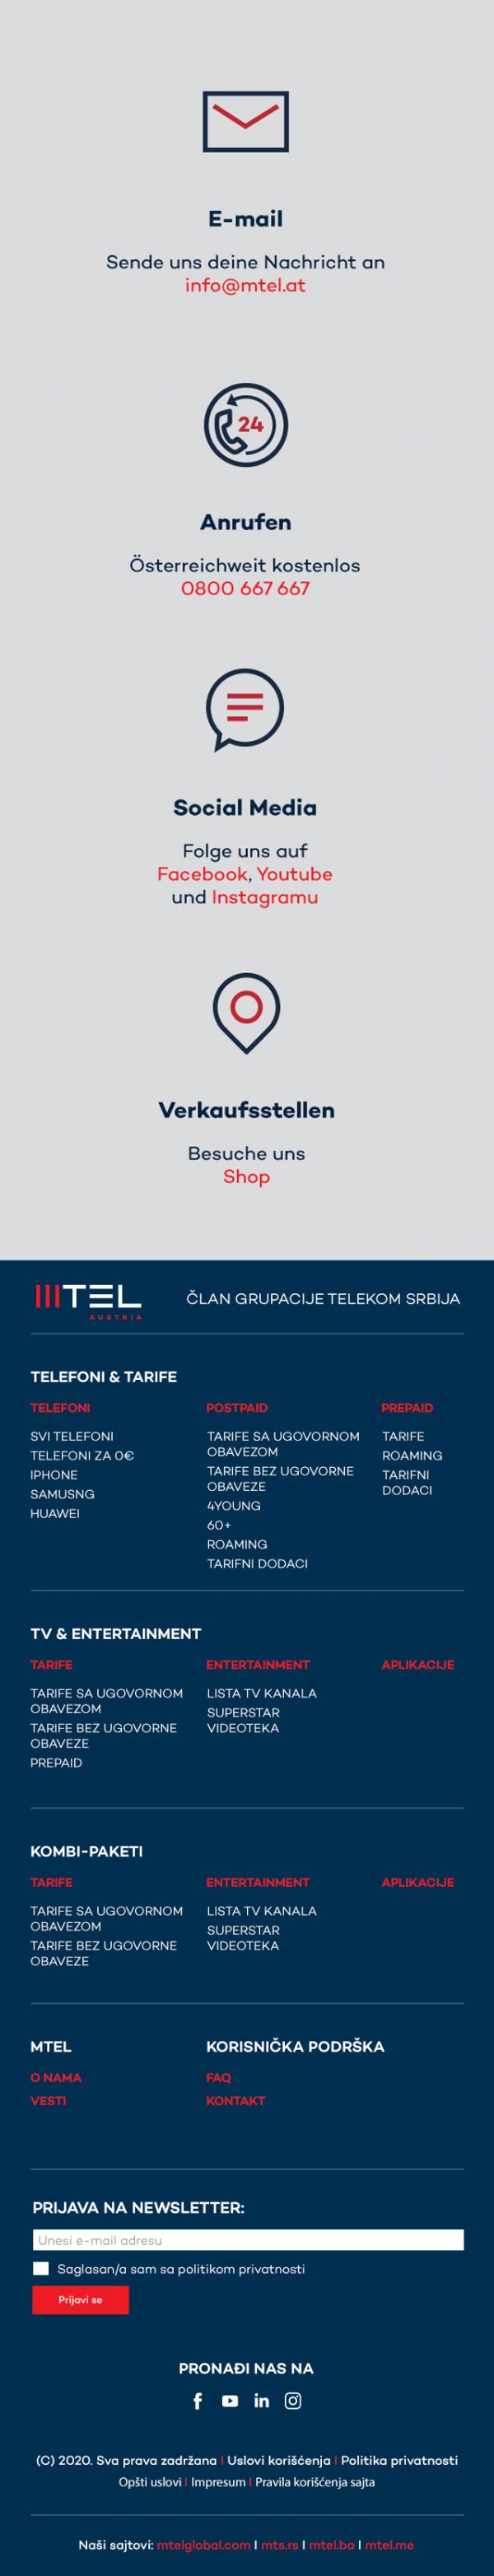 E-mail
Sende uns deine Nachricht an
info@mtel.at
24
Anrufen
Österreichweit kostenlos
0800 667 667
Social Media
Folge uns auf
Facebook, Youtube
und Instagramu
Verkaufsstellen
Besuche uns
Shop
MTEL
AUSTRIA
ČLAN GRUPACIJE TELEKOM SRBIJA
TELEFONI & TARIFE
TELEFONI
SVI TELEFONI
TELEFONI ZA 0€
IPHONE
SAMUSNG
HUAWEI
POSTPAID
TARIFE SA UGOVORNOM
OBAVEZOM
TARIFE BEZ UGOVORNE
OBAVEZE
4YOUNG
60+
ROAMING
TARIFNI DODACI
PREPAID
TARIFE
ROAMING
TARIFNI
DODACI
TV & ENTERTAINMENT
TARIFE
TARIFE SA UGOVORNOM
OBAVEZOM
TARIFE BEZ UGOVORNE
OBAVEZE
PREPAID
ENTERTAINMENT
LISTA TV KANALA
SUPERSTAR
VIDEOTEKA
APLIKACIJE
KOMBI-PAKETI
TARIFE
TARIFE SA UGOVORNOM
OBAVEZOM
TARIFE BEZ UGOVORNE
OBAVEZE
ENTERTAINMENT
LISTA TV KANALA
SUPERSTAR
VIDEOTEKA
APLIKACIJE
MTEL
O NAMA
VESTI
KORISNIČKA PODRŠKA
FAQ
KONTAKT
PRIJAVA NA NEWSLETTER:
Unesi e-mail adresu
Saglasan/a sam sa politikom privatnosti
Prijavi se
PRONAĐI NAS NA
(C) 2020. Sva prava zadržana | Uslovi korišćenja | Politika privatnosti
Opšti uslovi | Impresum | Pravila korišćenja sajta
Naši sajtovi: mtelglobal.com | mts.rs | mtel.ba | mtel.me